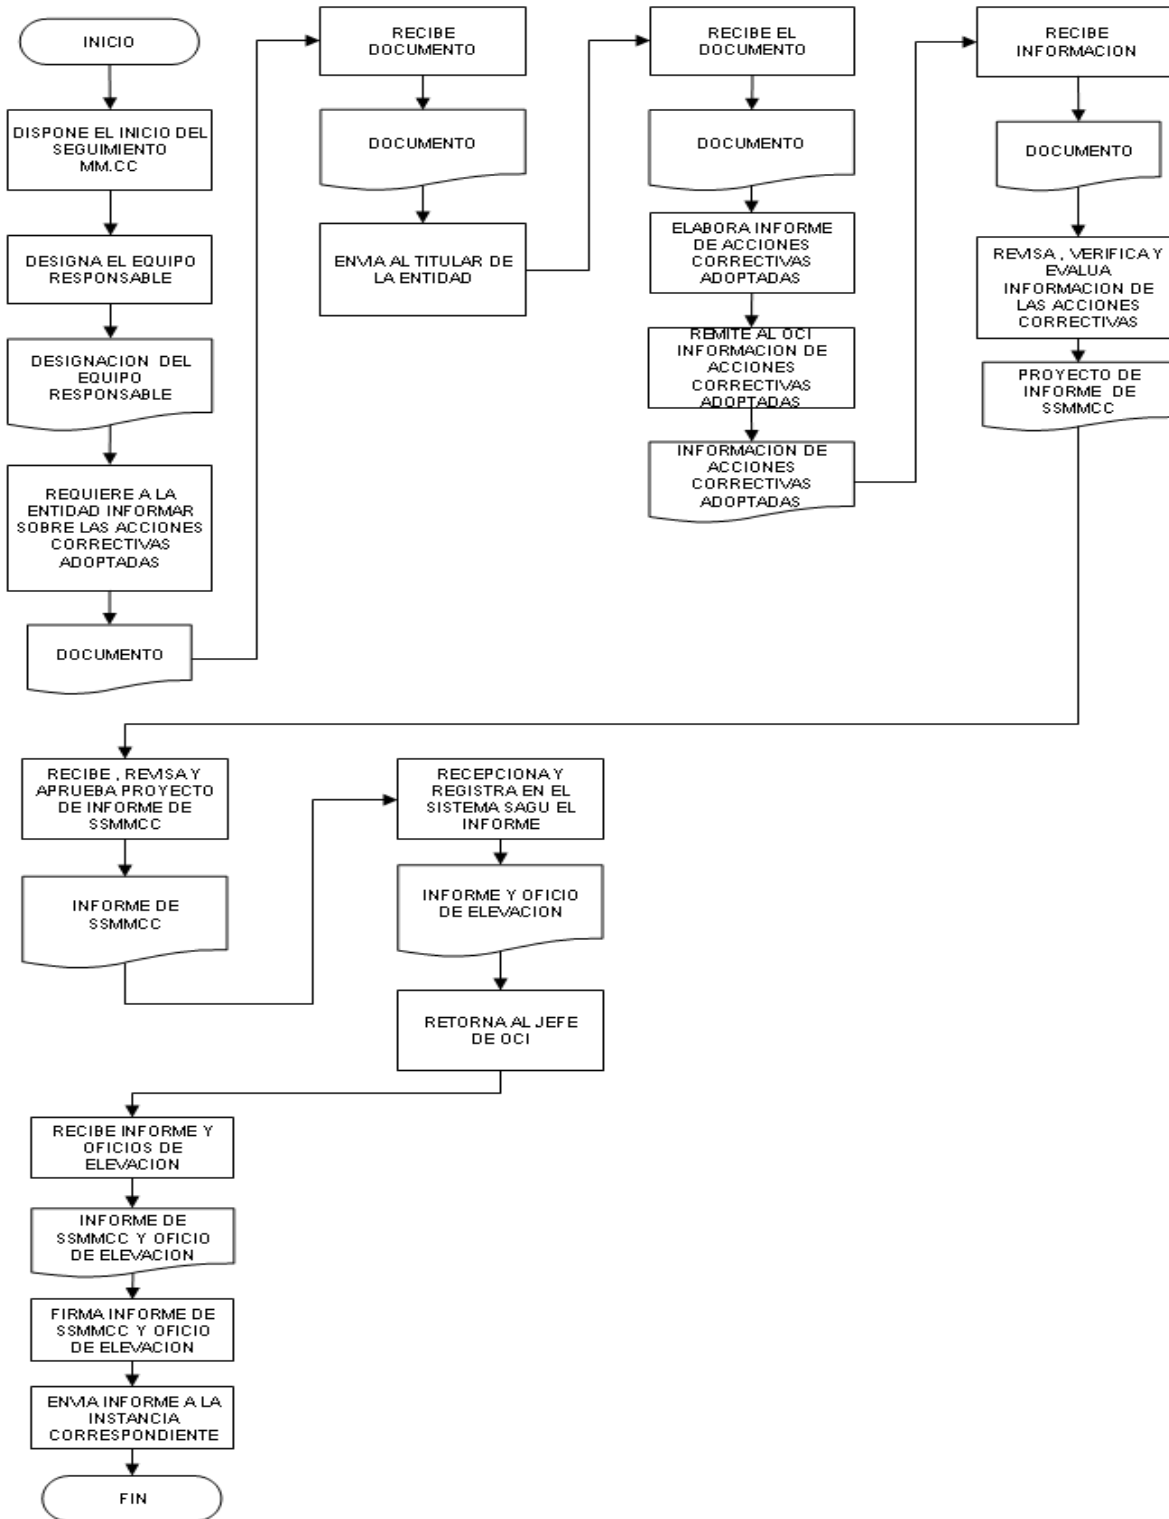 INICIO
DISPONE EL INICIO DEL
SEGUIMIENTO
MM.CC
DESIGNA EL EQUIPO
RESPONSABLE
DESIGNACION DEL
EQUIPO
RESPONSABLE
REQUIERE A LA
ENTIDAD INFORMAR
SOBRE LAS ACCIONES
CORRECTIVAS
ADOPTADAS
DOCUMENTO
RECIBE
DOCUMENTO
DOCUMENTO
ENVIA AL TITULAR DE
LA ENTIDAD
RECIBE EL
DOCUMENTO
DOCUMENTO
ELABORA INFORME
DE ACCIONES
CORRECTIVAS
ADOPTADAS
REMITE AL OCI
INFORMACION DE
ACCIONES
CORRECTIVAS
ADOPTADAS
INFORMACION DE
ACCIONES
CORRECTIVAS
ADOPTADAS
RECIBE
INFORMACION
DOCUMENTO
REVISA , VERIFICA Y
EVALUA
INFORMACION DE
LAS ACCIONES
CORRECTIVAS
PROYECTO DE
INFORME DE
SSMMCC
RECIBE , REVISA Y
APRUEBA PROYECTO
DE INFORME DE
SSMMCC
INFORME DE
SSMMCC
RECEPCIONA Y
REGISTRA EN EL
SISTEMA SAGU EL
INFORME
INFORME Y OFICIO
DE ELEVACION
RETORNA AL JEFE
DE OCI
RECIBE INFORME Y
OFICIOS DE
ELEVACION
INFORME DE
SSMMCC Y OFICIO
DE ELEVACION
FIRMA INFORME DE
SSMMCC Y OFICIO
DE ELEVACION
ENVIA INFORME A LA
INSTANCIA
CORRESPONDIENTE
FIN